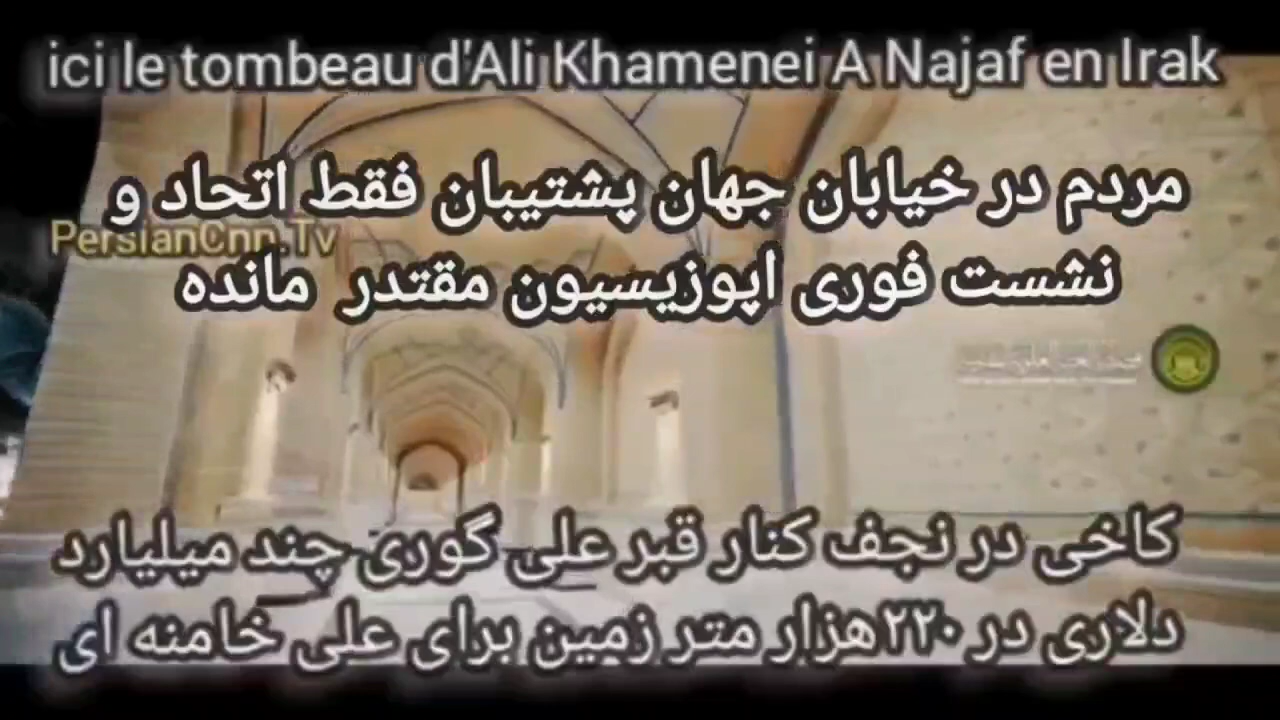 ici le tombeau d'Ali Khamenei A Najaf en Irak
مردم در خیابان جهان پشتیبان فقط اتحاد و
PersianCnn.Tv
نشست فوری اپوزیسیون مقتدر مانده
کاخی در نجف کنار قبر علی گوری چند میلیارد
دلاری در ۲۲۰هزار متر زمین برای علی خامنه ای